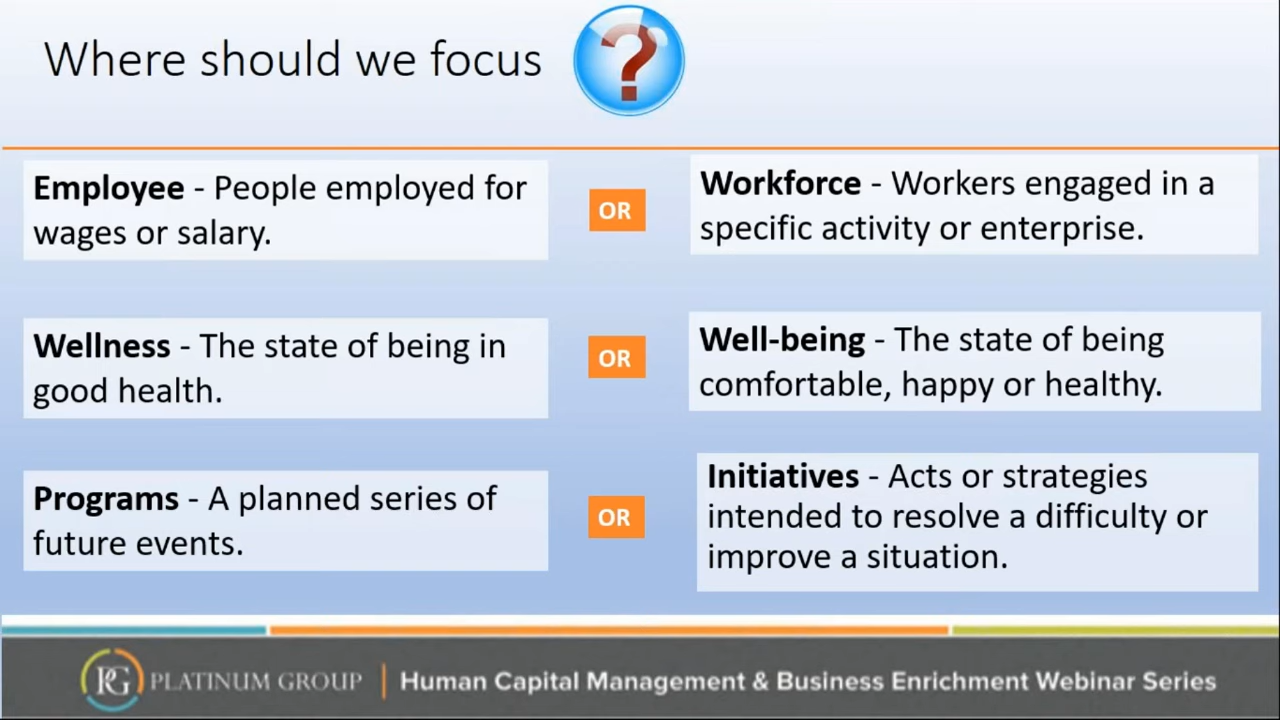 Where should we focus ?
Employee - People employed for
wages or salary.
OR
Workforce - Workers engaged in a
specific activity or enterprise.
Wellness - The state of being in
good health.
OR
Well-being - The state of being
comfortable, happy or healthy.
Programs - A planned series of
future events.
OR
Initiatives - Acts or strategies
intended to resolve a difficulty or
improve a situation.
PG PLATINUM GROUP | Human Capital Management & Business Enrichment Webinar Series